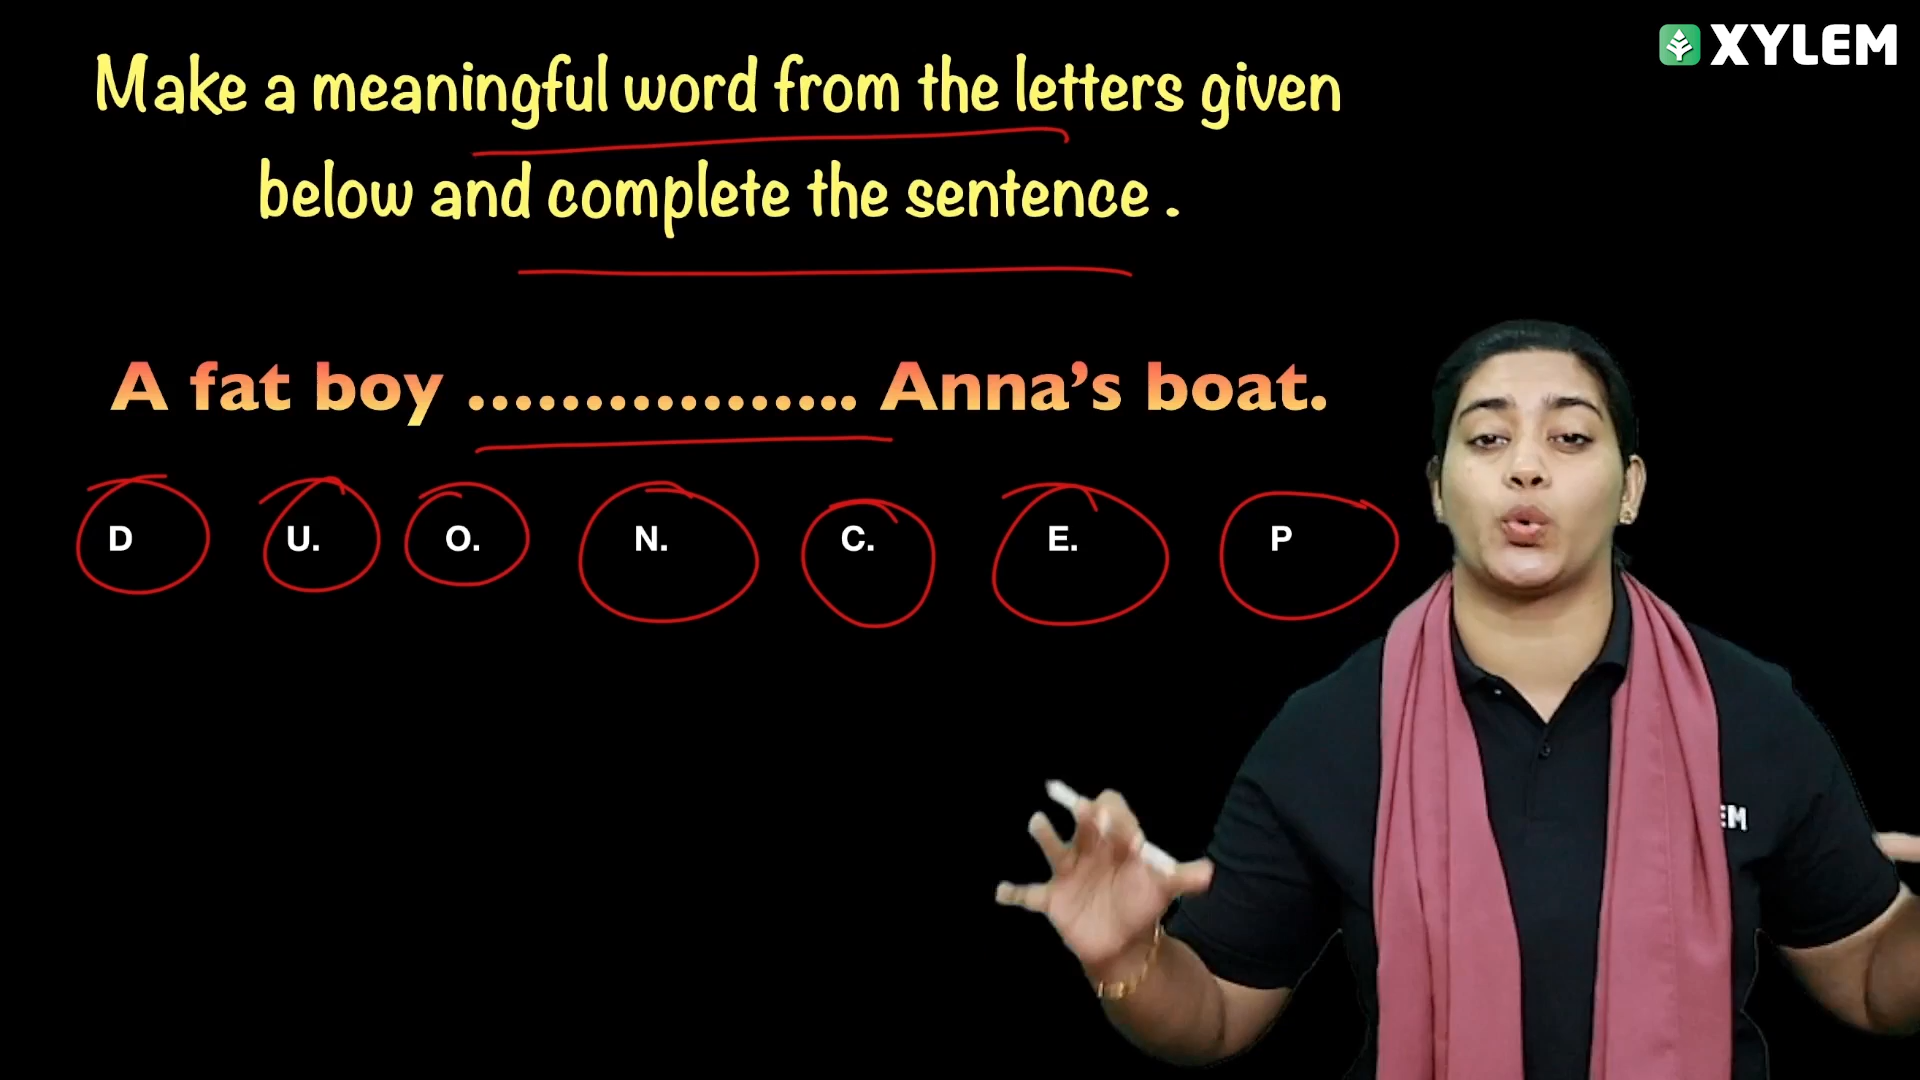 XYLEM
Make a meaningful word from the letters given
below and complete the sentence .
A fat boy ................. Anna's boat.
D U. O. N. C. E. P
EM